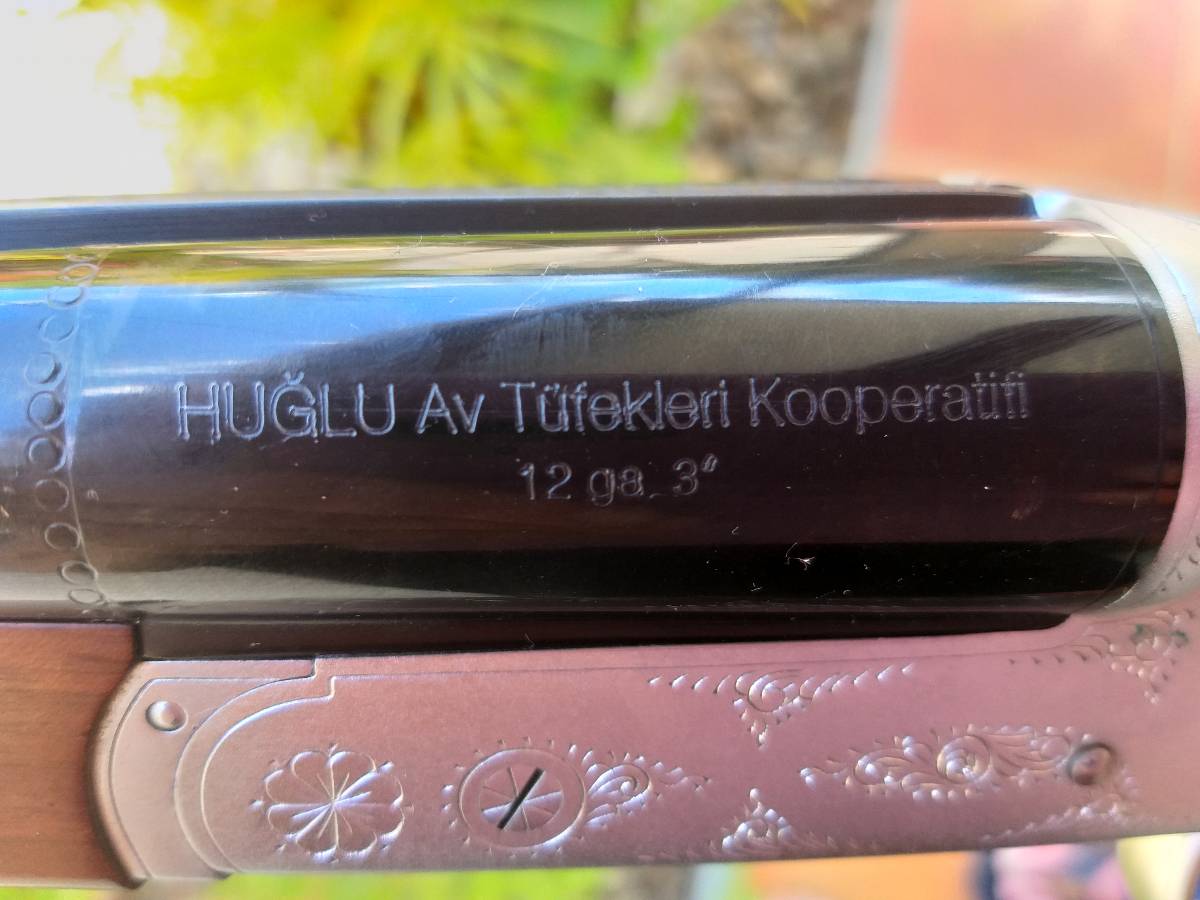 HUĞLU Av Tüfekleri Kooperatifi
12 ga. 3"